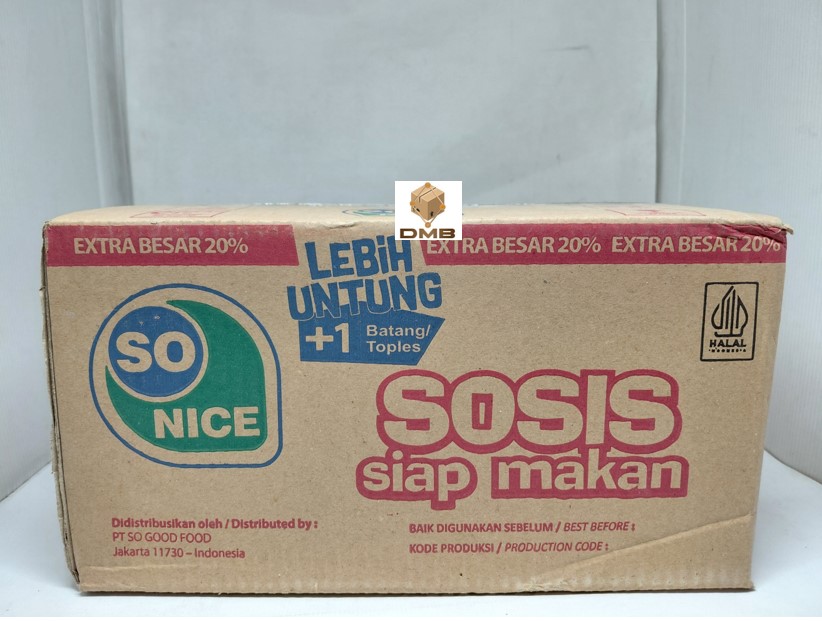 DMB
EXTRA BESAR 20%
EXTRA BESAR 20%
EXTRA BESAR 20%
LEBIH
UNTUNG
+1 Batang/
Toples
HALAL
INDONESIA
SO
NICE
SOSIS
siap makan
Didistribusikan oleh / Distributed by :
PT SO GOOD FOOD
Jakarta 11730 – Indonesia
BAIK DIGUNAKAN SEBELUM / BEST BEFORE :
KODE PRODUKSI / PRODUCTION CODE :